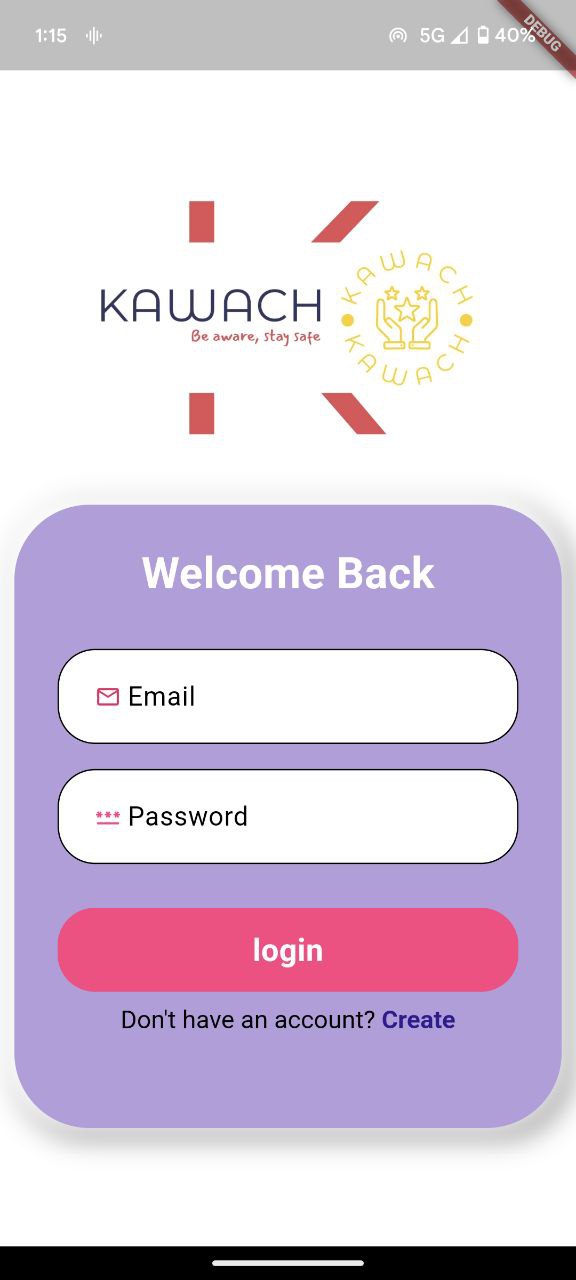 1:15 5G 40%
DEBUG
K
KAWACH
Be aware, stay safe
KAWACH
KAWACH
Welcome Back
Email
*** Password
login
Don't have an account? Create